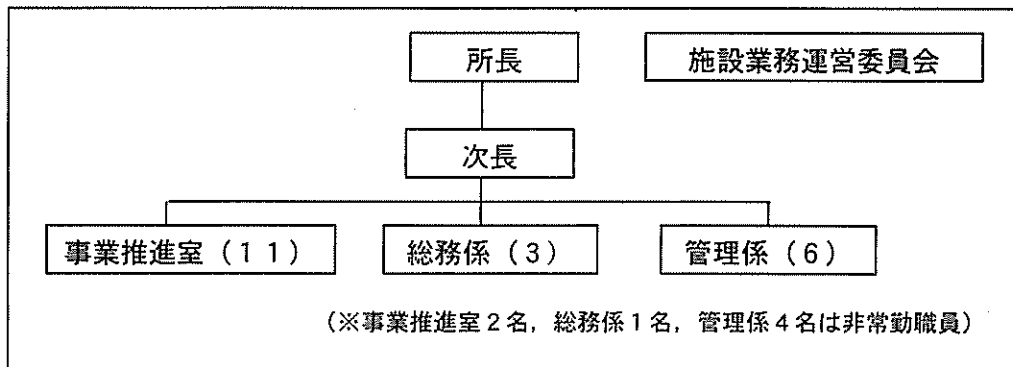 所長
施設業務運営委員会
次長
事業推進室（１１）
総務係（３）
管理係（６）
（※事業推進室２名，総務係１名，管理係４名は非常勤職員）